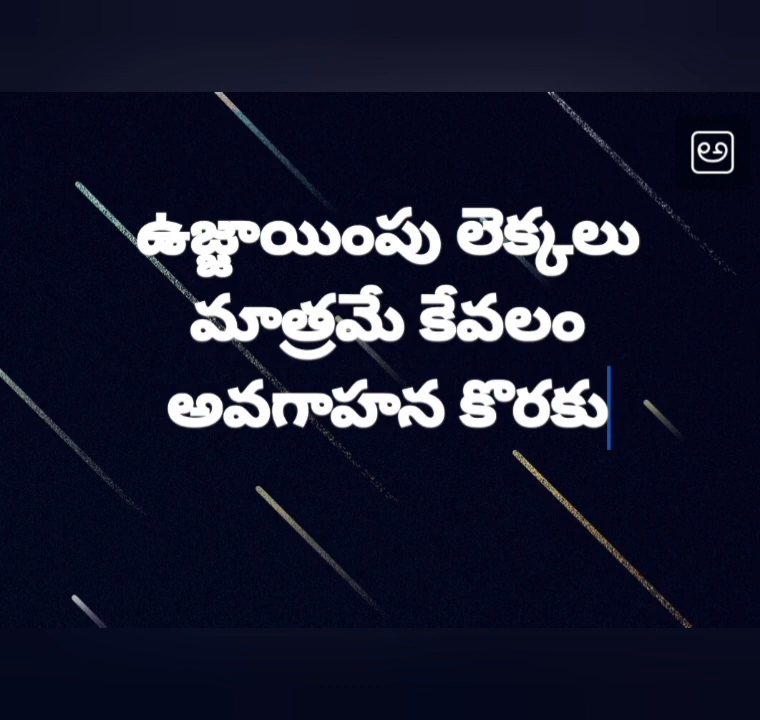 అ
ఉజ్జాయింపు లెక్కలు
మాత్రమే కేవలం
అవగాహన కొరకు